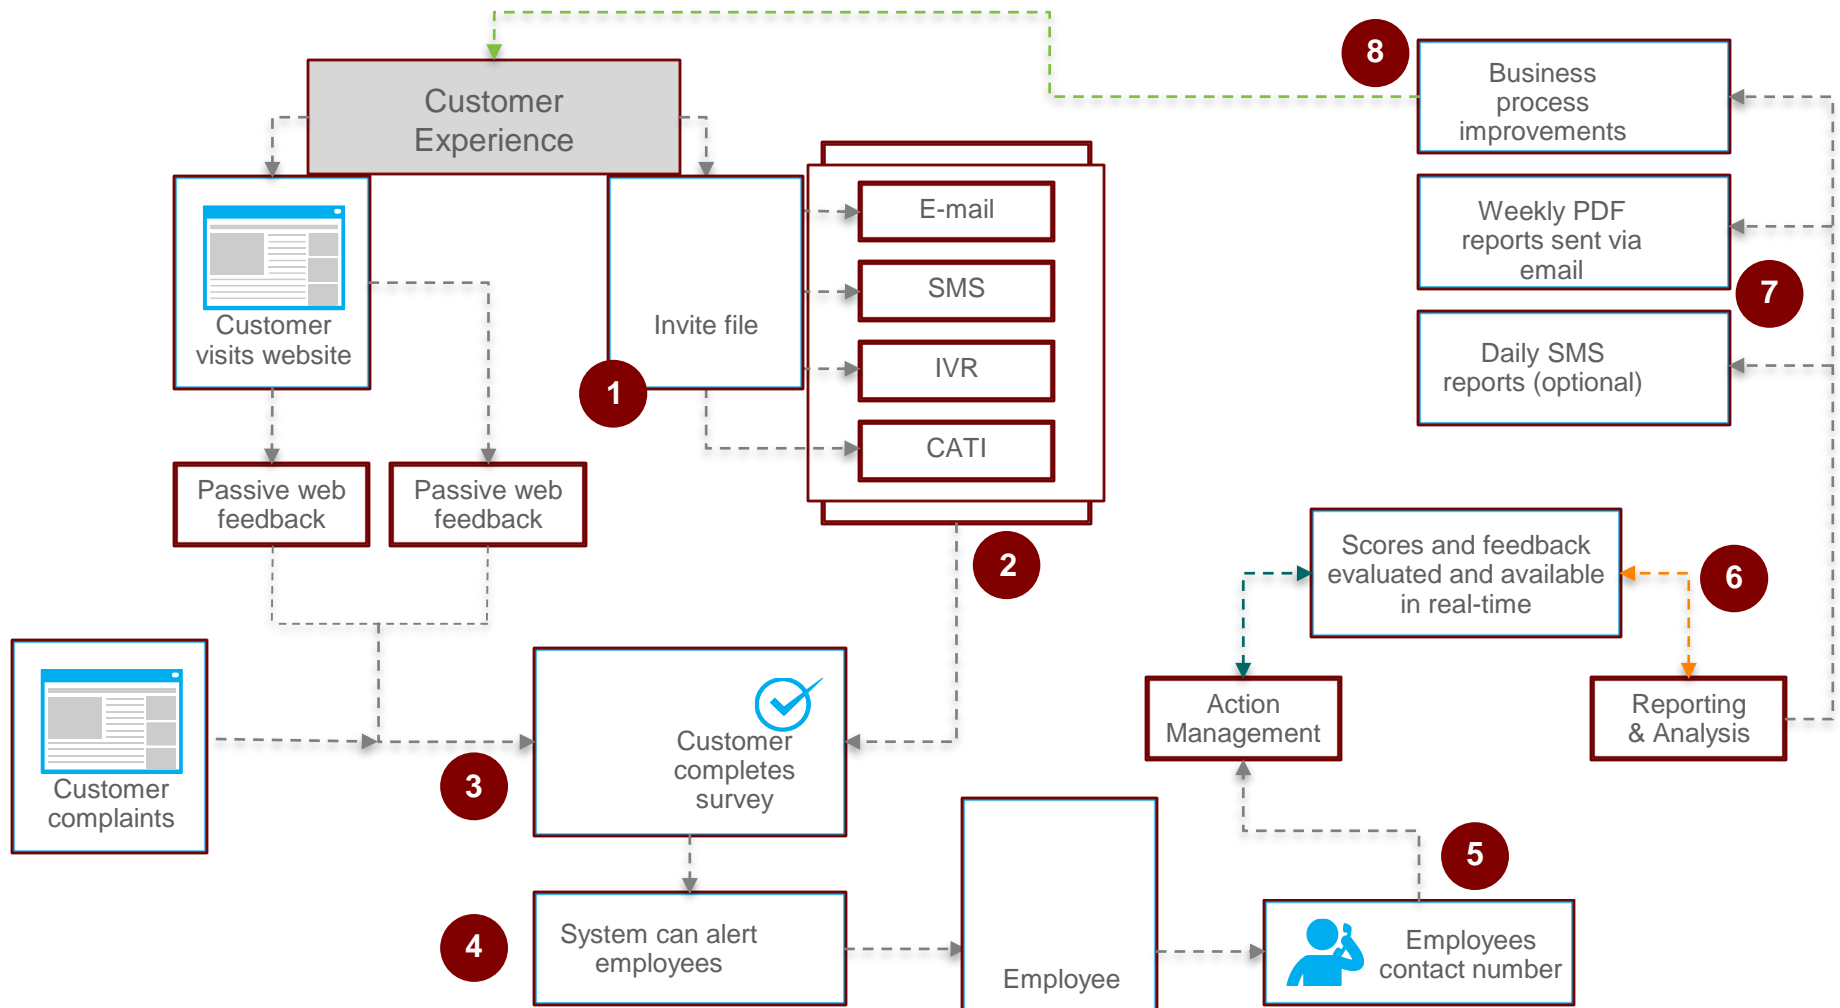 8
Business
process
improvements
Customer
Experience
E-mail
Weekly PDF
reports sent via
email
SMS
7
Customer
visits website
Invite file
IVR
Daily SMS
reports (optional)
1
CATI
Passive web
feedback
Passive web
feedback
2
Scores and feedback
evaluated and available
in real-time
6
Action
Management
Reporting
& Analysis
Customer
completes
survey
3
Customer
complaints
5
4
System can alert
employees
Employee
Employees
contact number